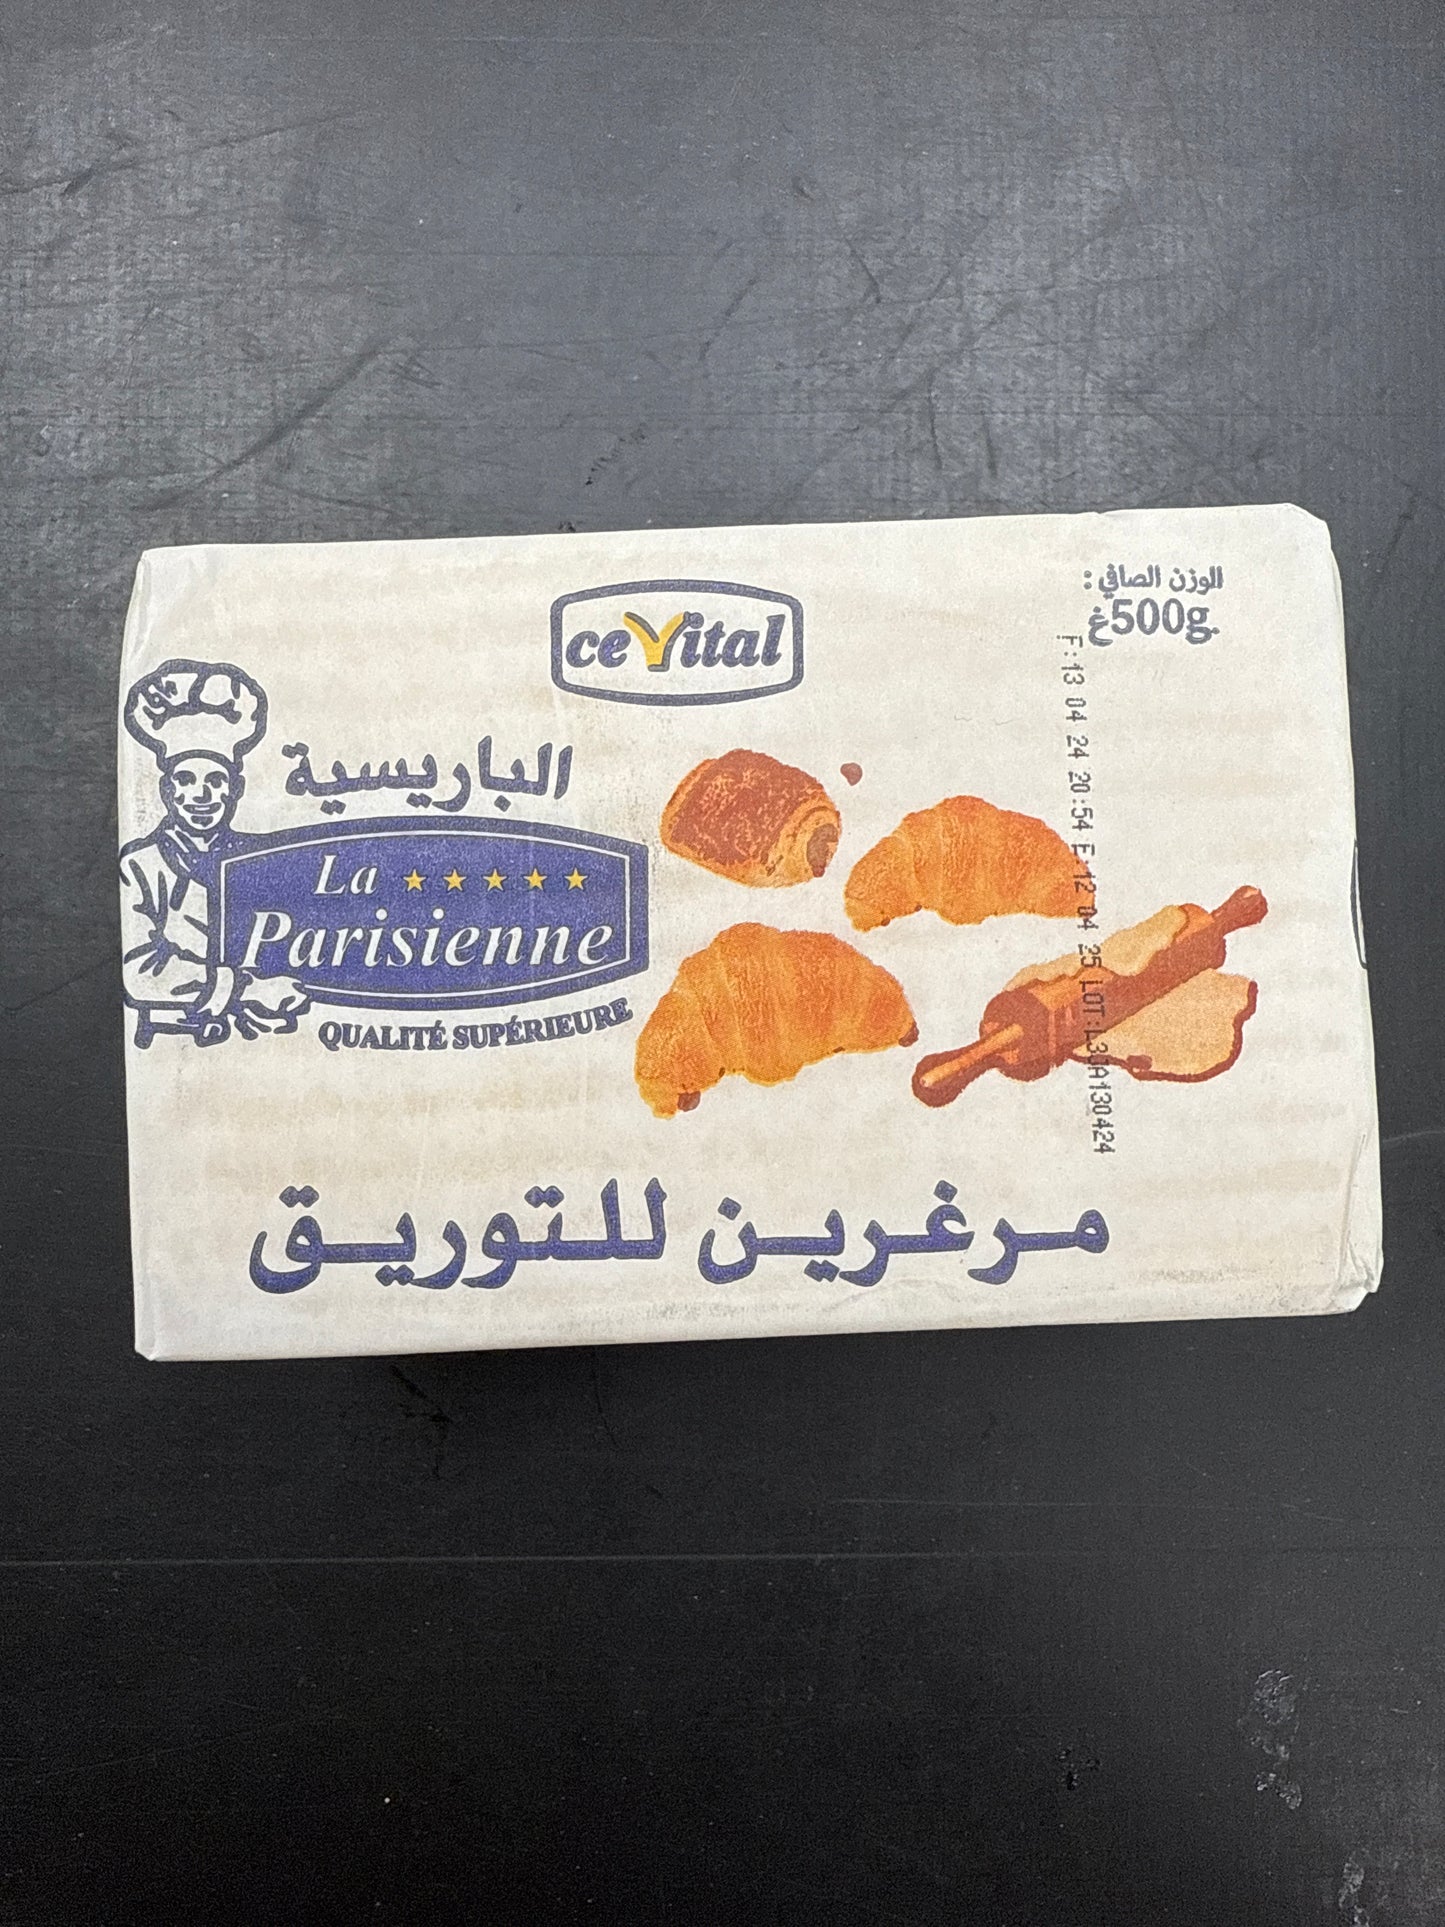 cevital
الوزن الصافي :
500g. غ
الباريسية
La
Parisienne
QUALITÉ SUPÉRIEURE
F:13 04 24 20:54 E:12 04 25 LOT:L3JA130424
مرغرين للتوريق